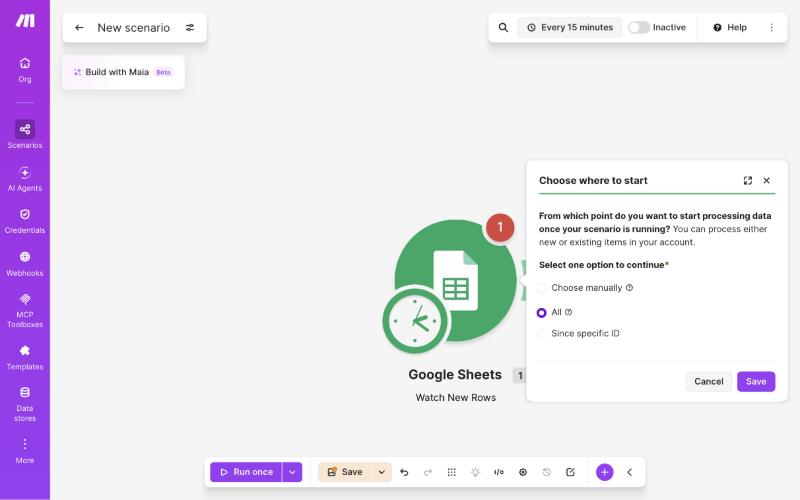 New scenario
Every 15 minutes
Inactive
Help
Build with Maia Beta
Org
Scenarios
AI Agents
Credentials
Webhooks
MCP
Toolboxes
Templates
Data
stores
More
1
Google Sheets
1
Watch New Rows
Choose where to start
From which point do you want to start processing data
once your scenario is running? You can process either
new or existing items in your account.
Select one option to continue*
Choose manually
All
Since specific ID
Cancel
Save
Run once
Save
I/O